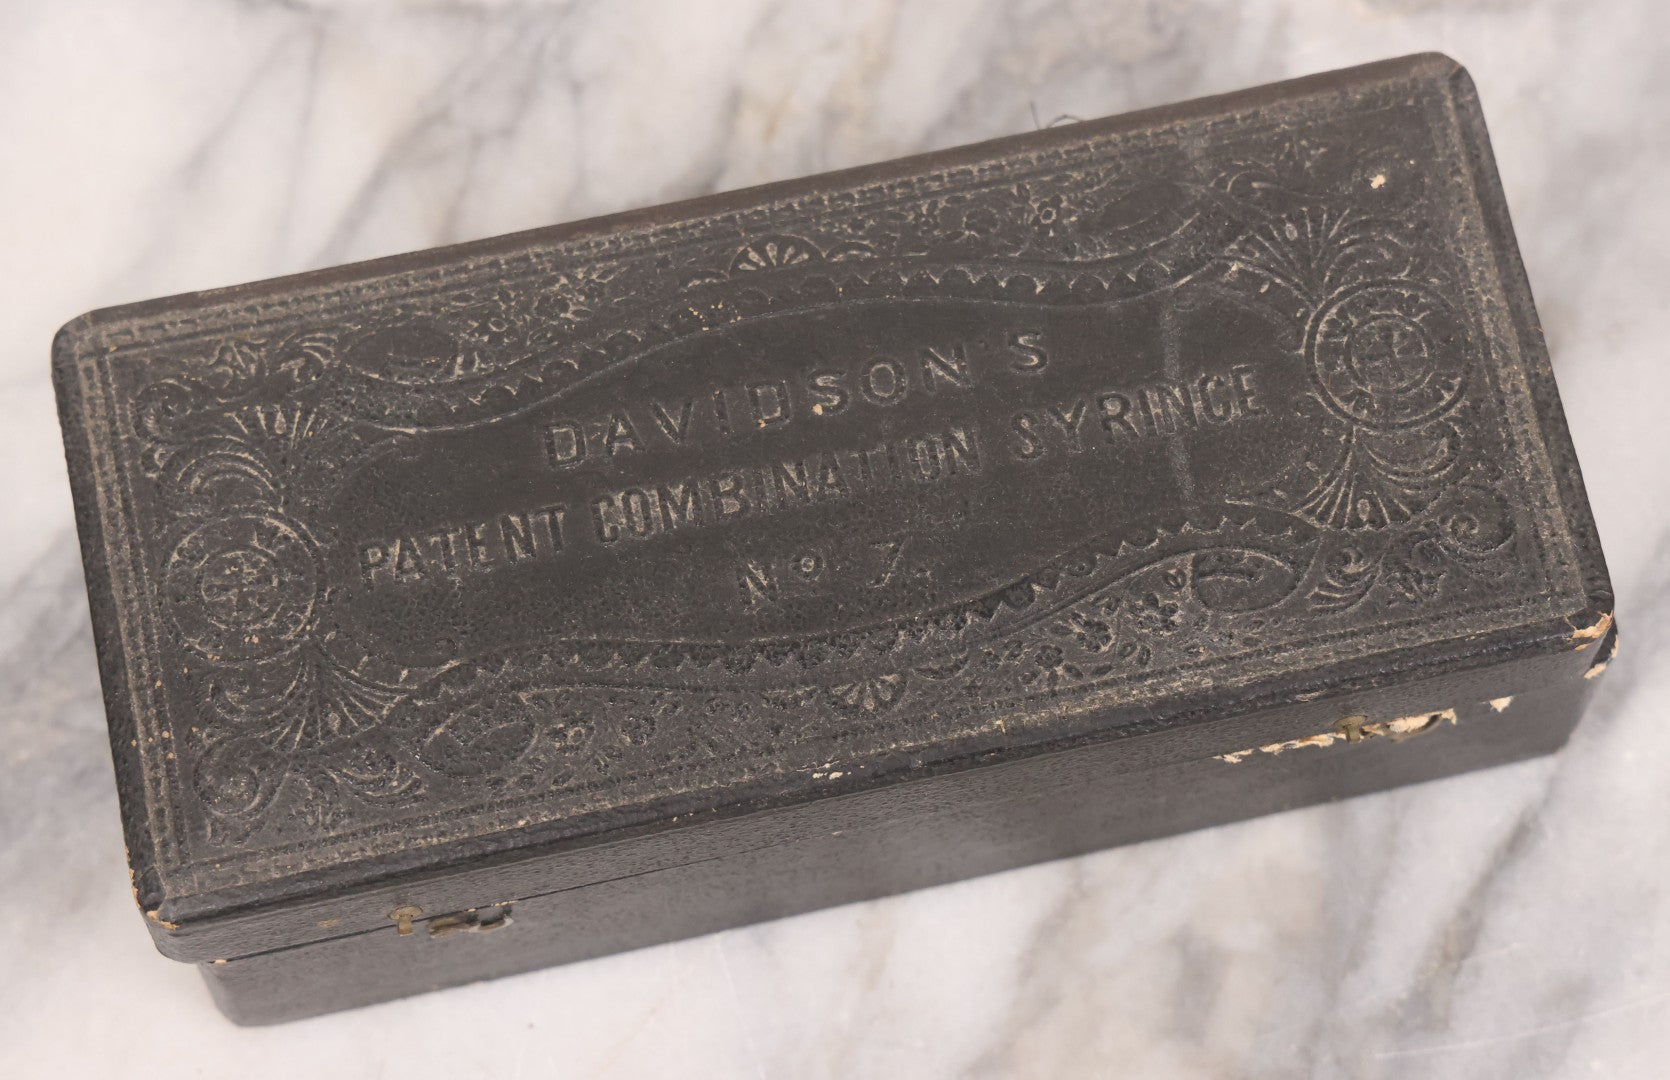 DAVIDSON'S
PATENT COMBINATION SYRINGE
No. 7.